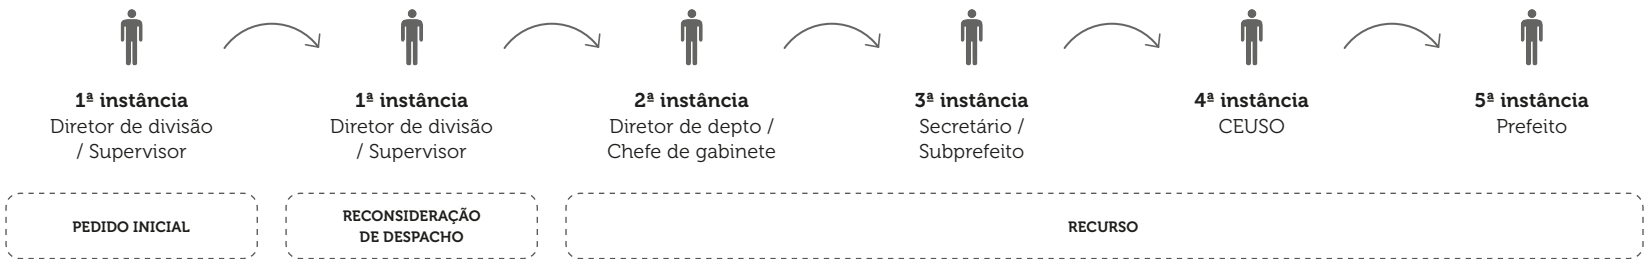 1ª instância
Diretor de divisão
/ Supervisor
1ª instância
Diretor de divisão
/ Supervisor
2ª instância
Diretor de depto /
Chefe de gabinete
3ª instância
Secretário /
Subprefeito
4ª instância
CEUSO
5ª instância
Prefeito
PEDIDO INICIAL
RECONSIDERAÇÃO
DE DESPACHO
RECURSO